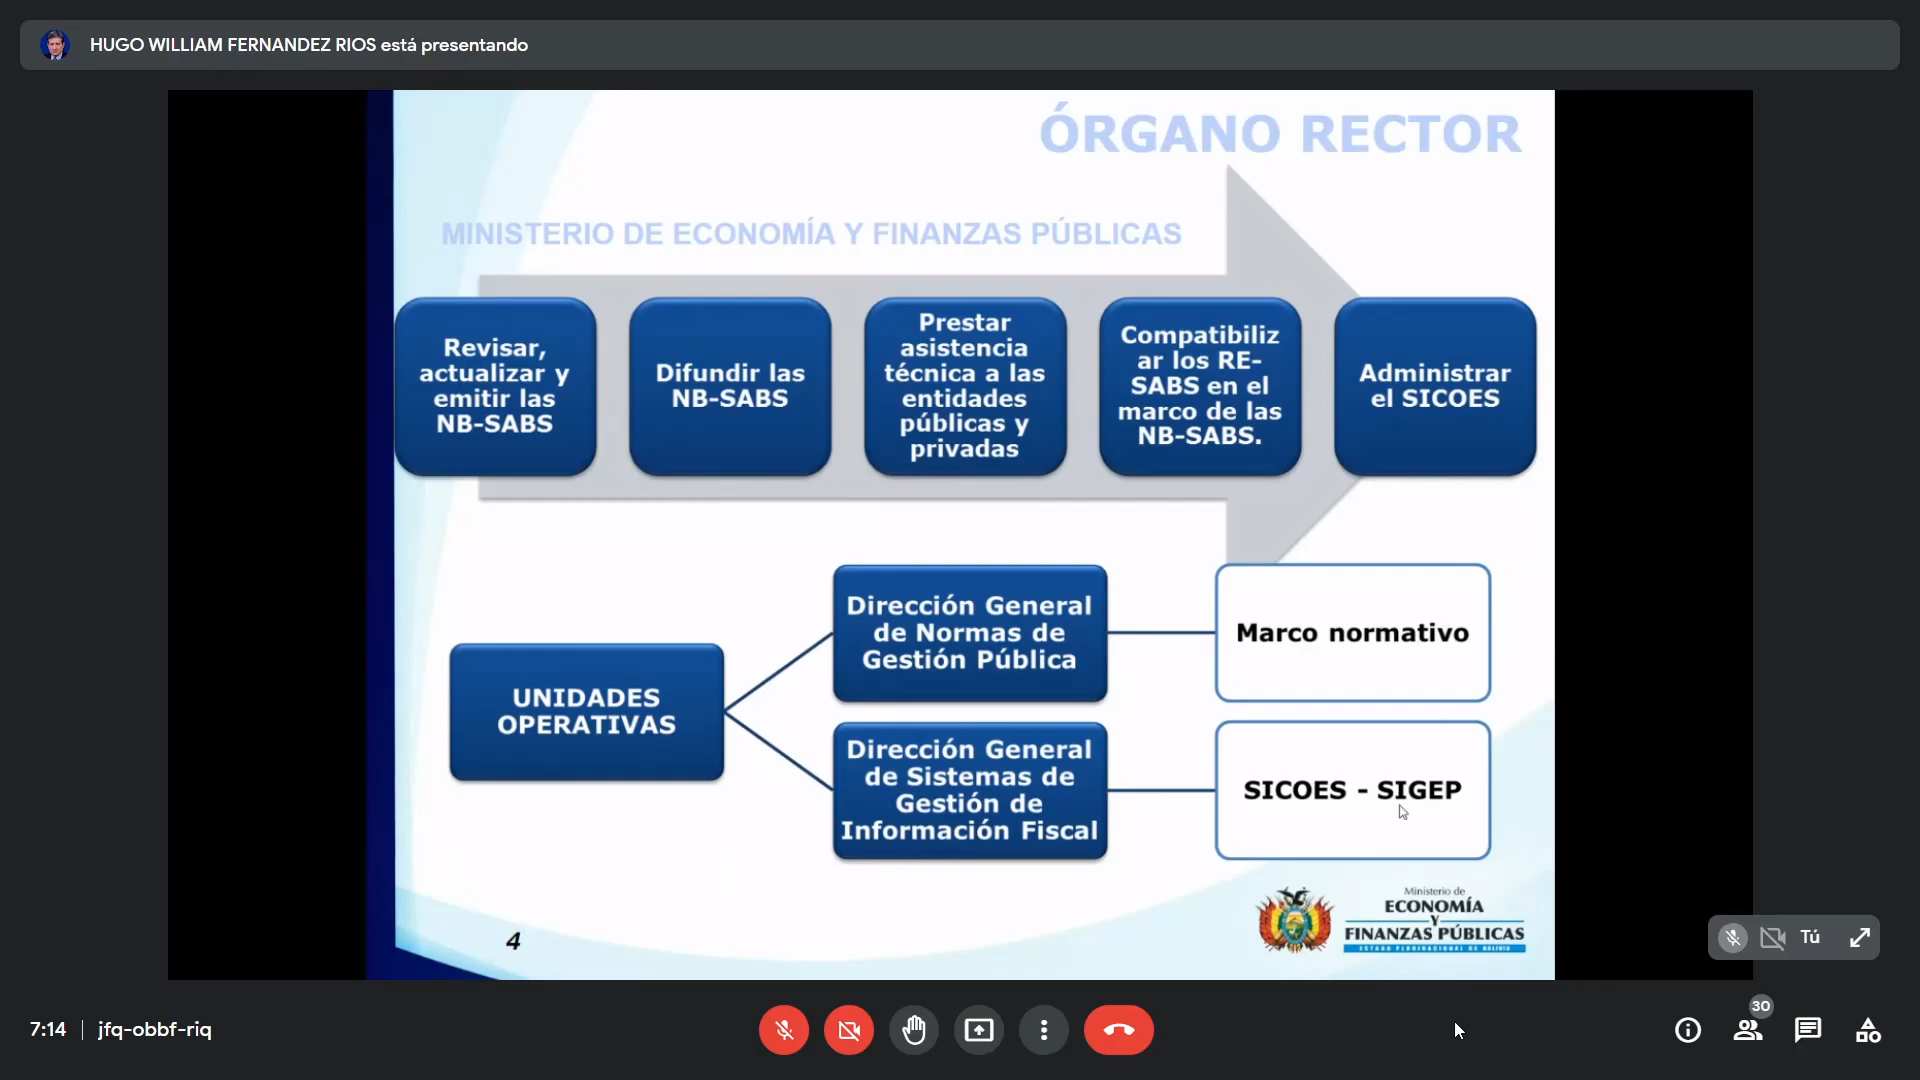 HUGO WILLIAM FERNANDEZ RIOS está presentando
ÓRGANO RECTOR
MINISTERIO DE ECONOMÍA Y FINANZAS PÚBLICAS
Revisar,
actualizar y
emitir las
NB-SABS
Difundir las
NB-SABS
Prestar
asistencia
técnica a las
entidades
públicas y
privadas
Compatibiliz
ar los RE-
SABS en el
marco de las
NB-SABS.
Administrar
el SICOES
UNIDADES
OPERATIVAS
Dirección General
de Normas de
Gestión Pública
Marco normativo
Dirección General
de Sistemas de
Gestión de
Información Fiscal
SICOES - SIGEP
4
Ministerio de
ECONOMÍA
Y
FINANZAS PÚBLICAS
ESTADO PLURINACIONAL DE BOLIVIA
Tú
7:14
jfq-obbf-riq
30